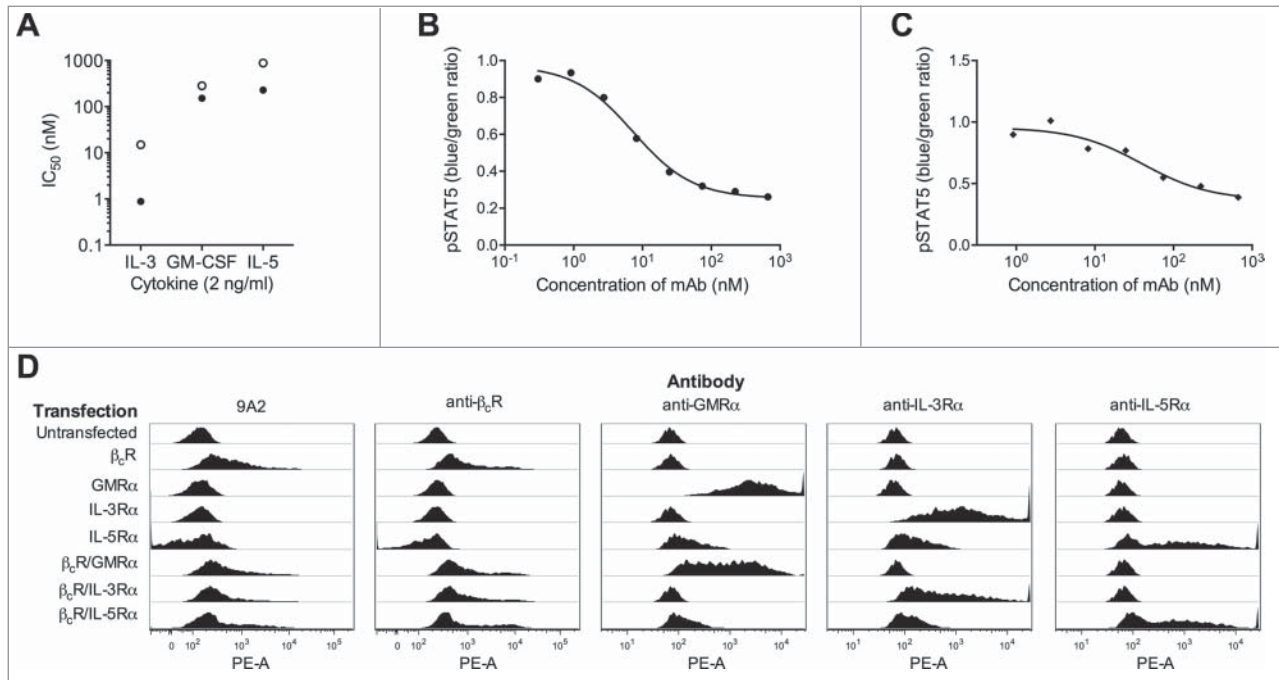 A
IC50 (nM)
1000
100
10
1
0.1
IL-3 GM-CSF IL-5
Cytokine (2 ng/ml)
B
pSTAT5 (blue/green ratio)
1.0
0.8
0.6
0.4
0.2
0.0
10-1 100 101 102 103
Concentration of mAb (nM)
C
pSTAT5 (blue/green ratio)
1.5
1.0
0.5
0.0
100 101 102 103
Concentration of mAb (nM)
D
Antibody
Transfection 9A2 anti-βcR anti-GMRα anti-IL-3Rα anti-IL-5Rα
Untransfected
βcR
GMRα
IL-3Rα
IL-5Rα
βcR/GMRα
βcR/IL-3Rα
βcR/IL-5Rα
0 102 103 104 105 0 102 103 104 105 101 102 103 104 101 102 103 104 101 102 103 104
PE-A PE-A PE-A PE-A PE-A